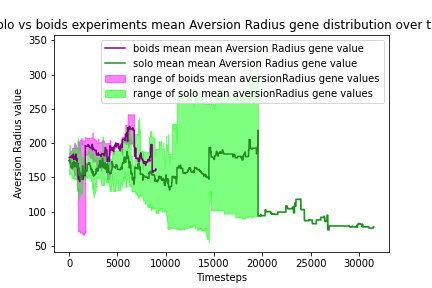 olo vs boids experiments mean Aversion Radius gene distribution over t
350
300
250
200
150
100
50
Aversion Radius value
boids mean mean Aversion Radius gene value
solo mean mean Aversion Radius gene value
range of boids mean aversionRadius gene values
range of solo mean aversionRadius gene values
0 5000 10000 15000 20000 25000 30000
Timesteps